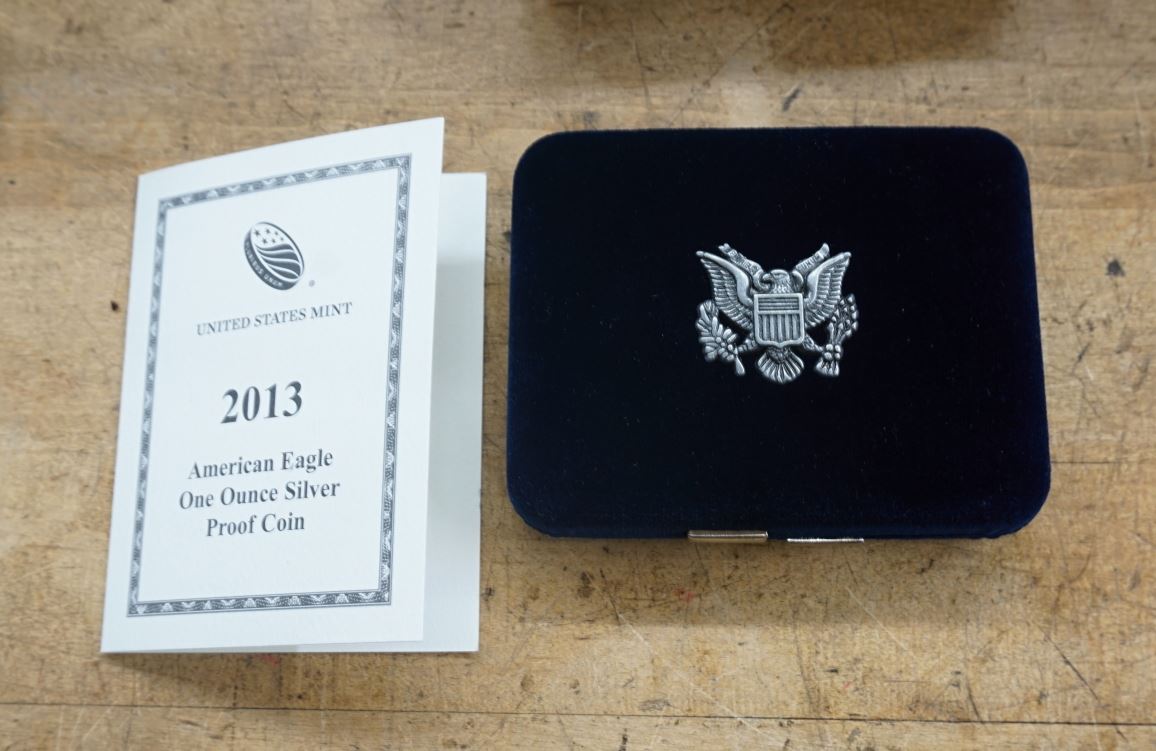 UNITED STATES MINT
2013
American Eagle
One Ounce Silver
Proof Coin